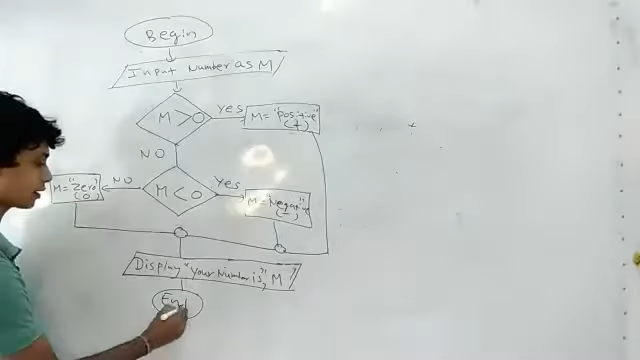 Begin
Input Number as M
M > 0
Yes
M = "Positive"
(+)
NO
M < 0
NO
M = "Zero"
(0)
Yes
M = "Negative"
(-)
Display "Your Number is", M
End